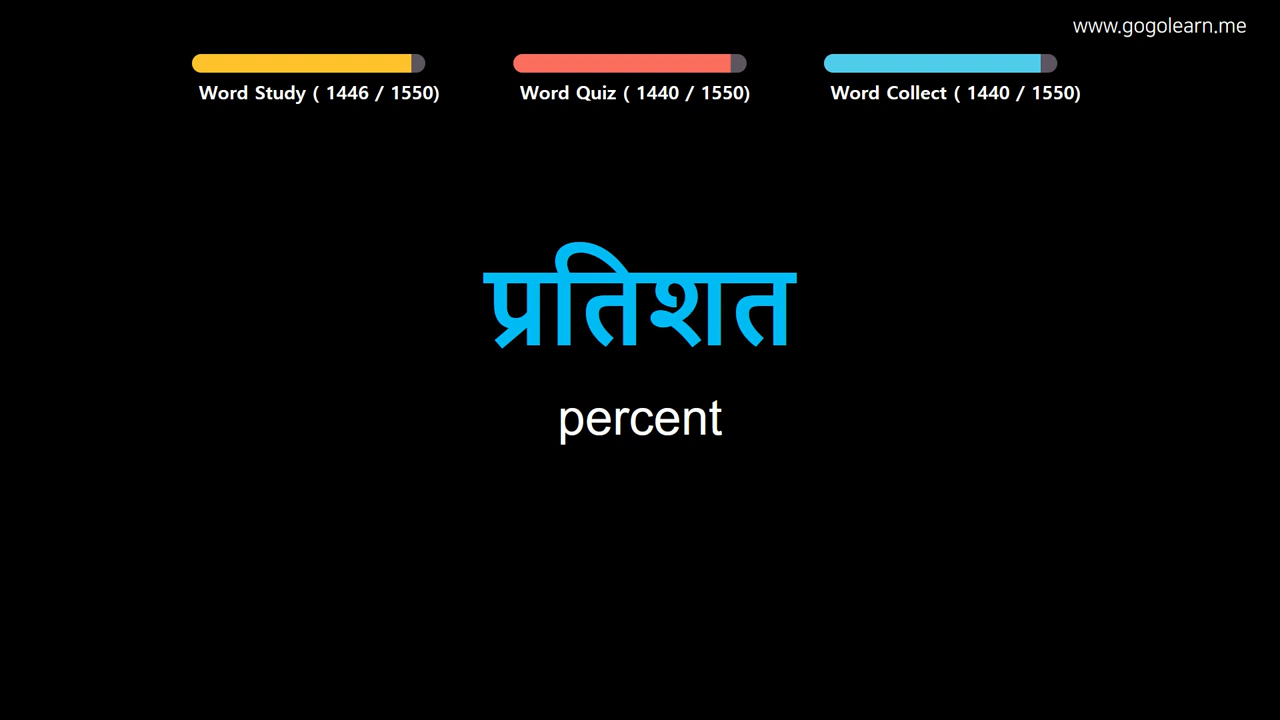 www.gogolearn.me
Word Study ( 1446 / 1550)
Word Quiz ( 1440 / 1550)
Word Collect ( 1440 / 1550)
प्रतिशत
percent